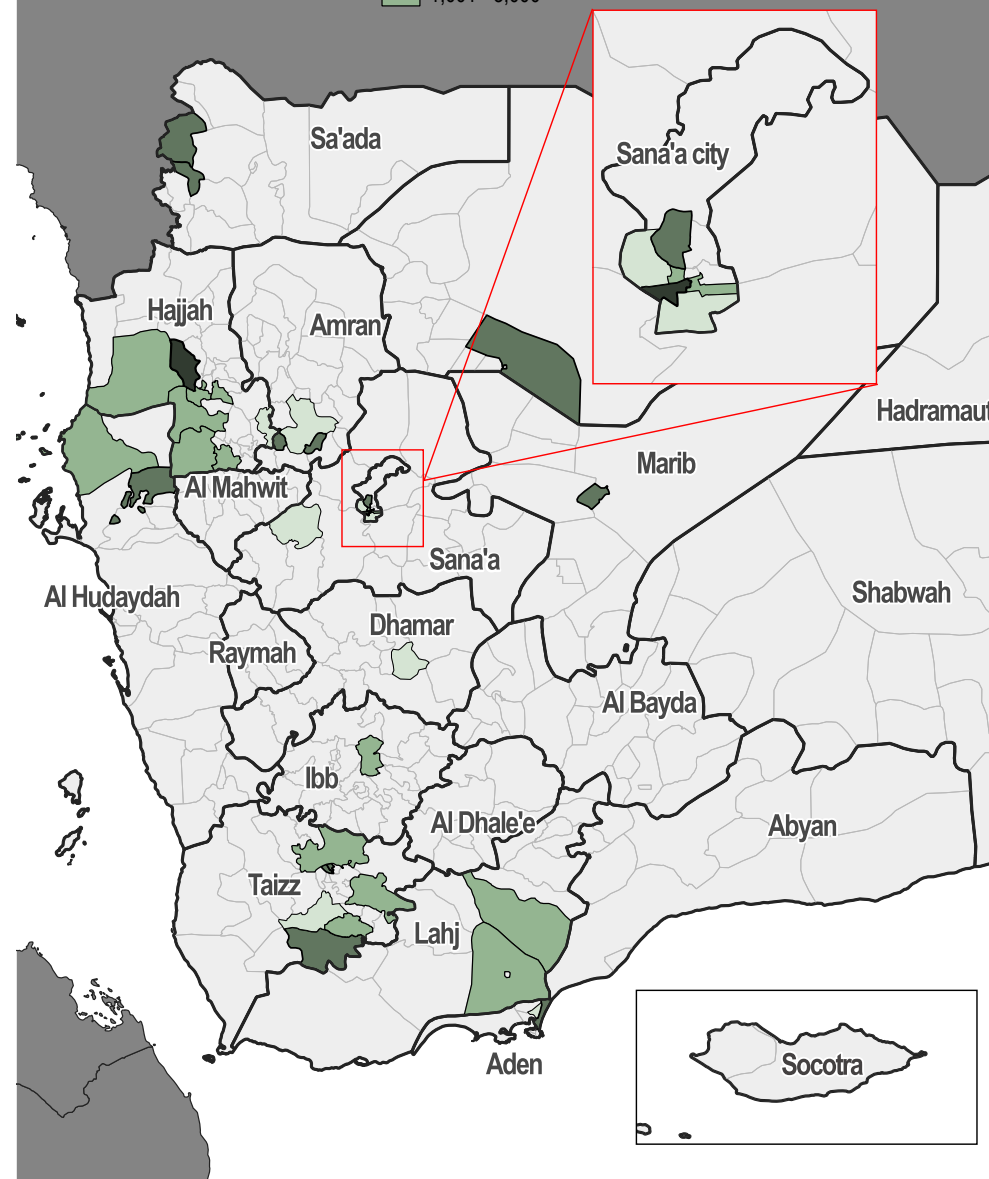 Sa'ada
Sana'a city
Hajjah
Amran
Hadramaut
Marib
Al Mahwit
Sana'a
Shabwah
Al Hudaydah
Dhamar
Raymah
Al Bayda
Ibb
Al Dhale'e
Abyan
Taizz
Lahj
Aden
Socotra